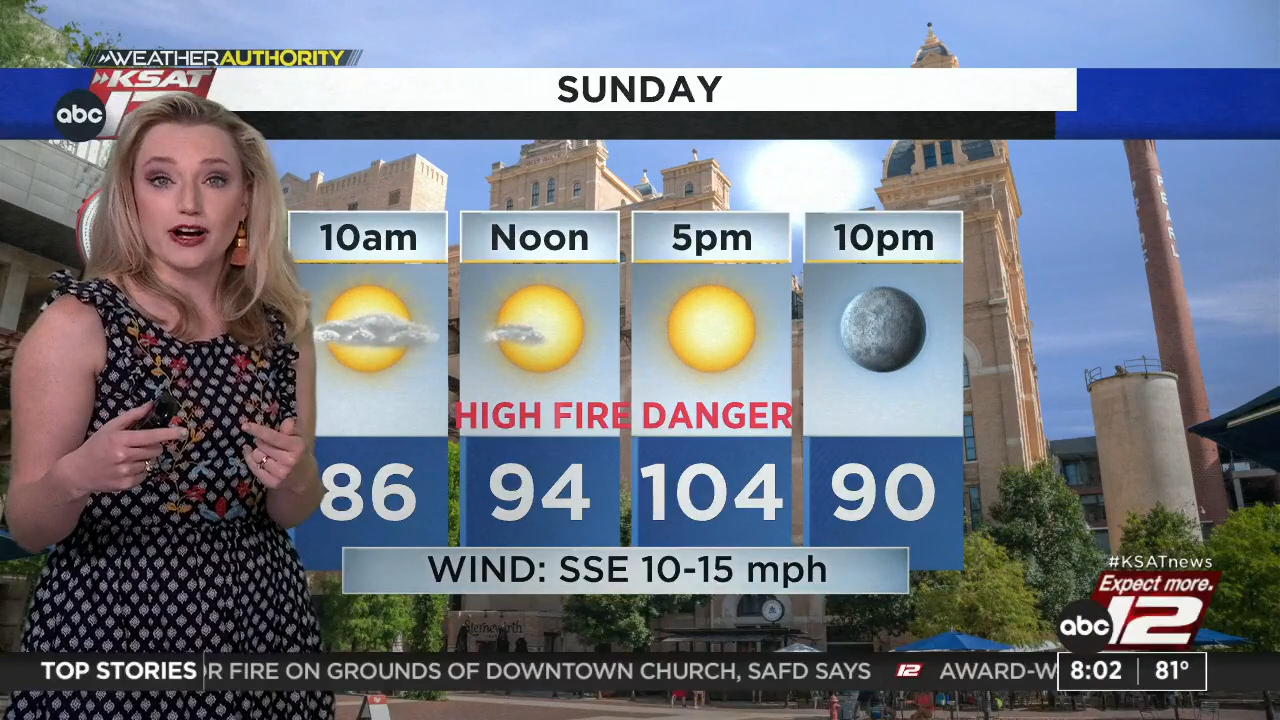 WEATHERAUTHORITY
KSAT
12
abc
SUNDAY
10am
Noon
5pm
10pm
HIGH FIRE DANGER
86
94
104
90
WIND: SSE 10-15 mph
#KSATnews
Expect more.
abc 12
PEARL
TOP STORIES
R FIRE ON GROUNDS OF DOWNTOWN CHURCH, SAFD SAYS 12 AWARD-W
8:02 81°